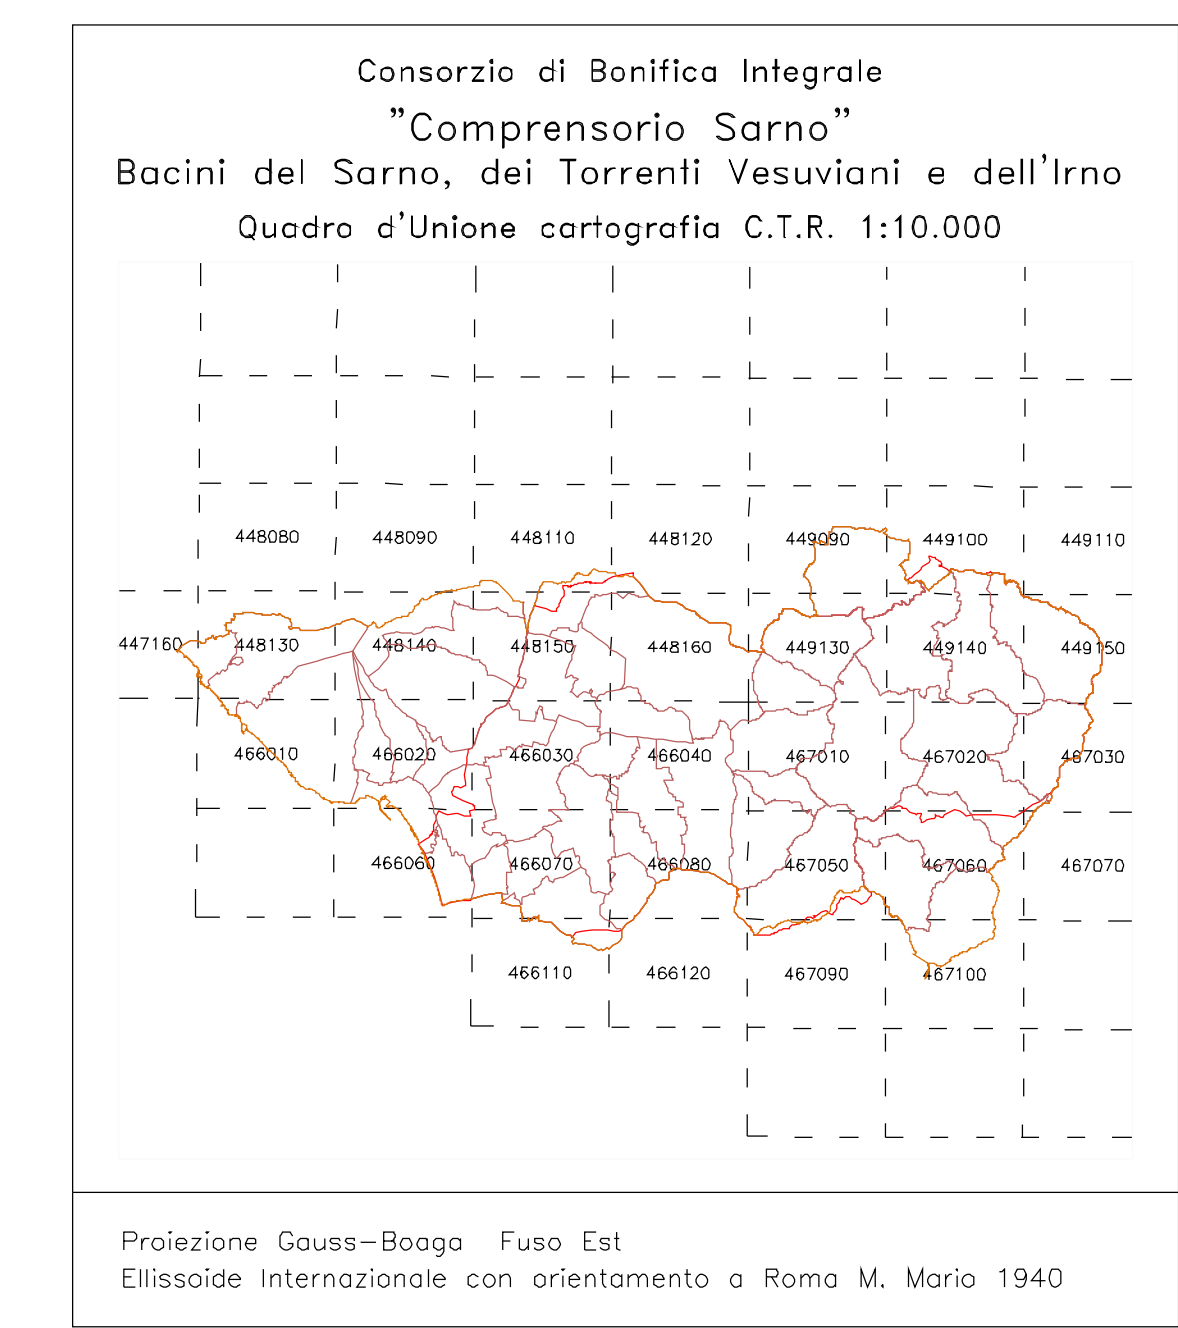 Consorzio di Bonifica Integrale
"Comprensorio Sarno"
Bacini del Sarno, dei Torrenti Vesuviani e dell'Irno
Quadro d'Unione cartografia C.T.R. 1:10.000
448080 448090 448110 448120 449090 449100 449110
447160 448130 448140 448150 448160 449130 449140 449150
466010 466020 466030 466040 467010 467020 467030
466060 466070 466080 467050 467060 467070
466110 466120 467090 467100
Proiezione Gauss-Boaga Fuso Est
Ellissoide Internazionale con orientamento a Roma M. Mario 1940